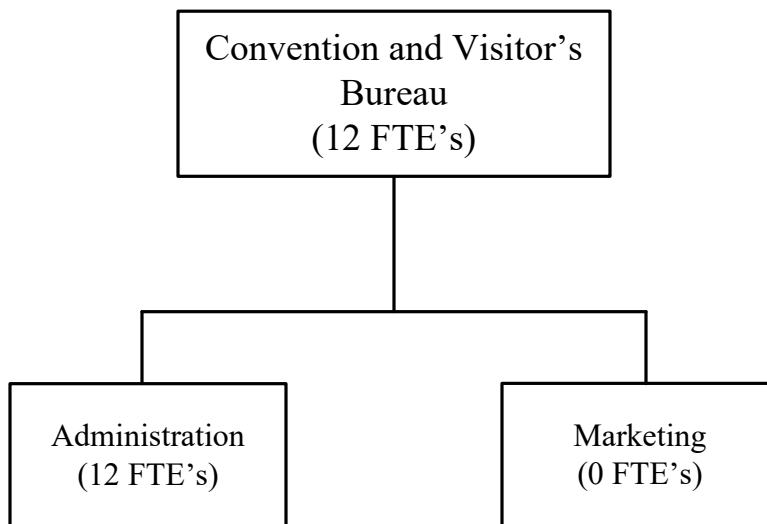 Convention and Visitor’s
Bureau
(12 FTE’s)
Administration
(12 FTE’s)
Marketing
(0 FTE’s)